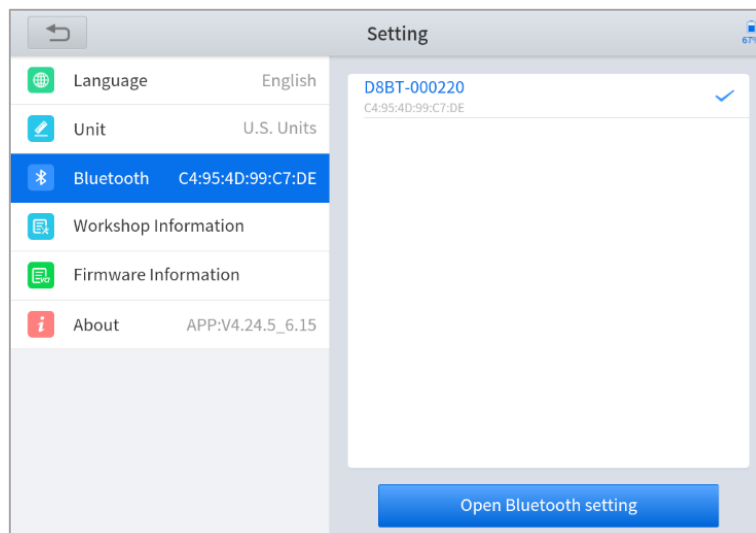 Setting
67%
Language English
Unit U.S. Units
Bluetooth C4:95:4D:99:C7:DE
Workshop Information
Firmware Information
About APP:V4.24.5_6.15
D8BT-000220
C4:95:4D:99:C7:DE
Open Bluetooth setting